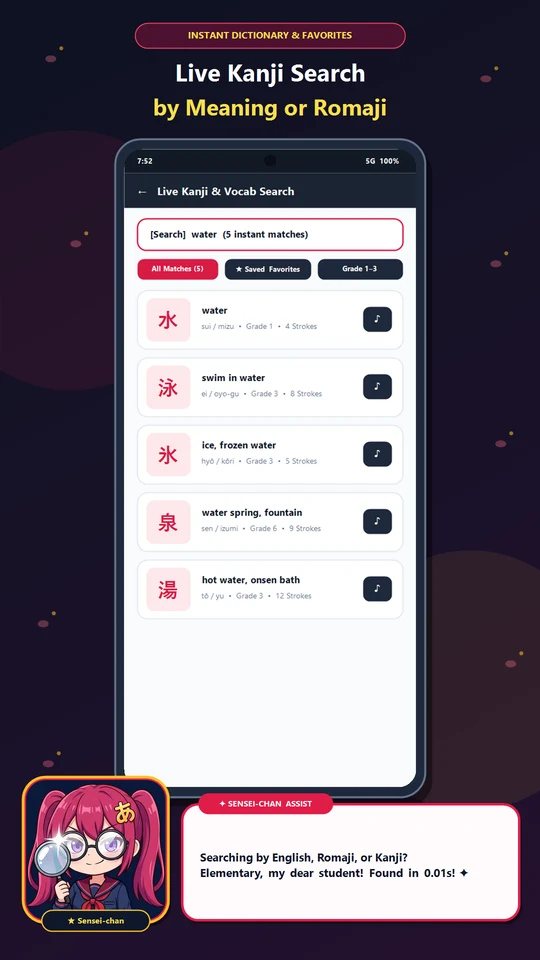 INSTANT DICTIONARY & FAVORITES
Live Kanji Search
by Meaning or Romaji
7:52
5G 100%
← Live Kanji & Vocab Search
[Search] water (5 instant matches)
All Matches (5)
★ Saved Favorites
Grade 1–3
水
water
sui / mizu • Grade 1 • 4 Strokes
♪
泳
swim in water
ei / oyo-gu • Grade 3 • 8 Strokes
♪
氷
ice, frozen water
hyō / kōri • Grade 3 • 5 Strokes
♪
泉
water spring, fountain
sen / izumi • Grade 6 • 9 Strokes
♪
湯
hot water, onsen bath
tō / yu • Grade 3 • 12 Strokes
♪
あ
★ Sensei-chan
✦ SENSEI-CHAN ASSIST
Searching by English, Romaji, or Kanji?
Elementary, my dear student! Found in 0.01s! ✦